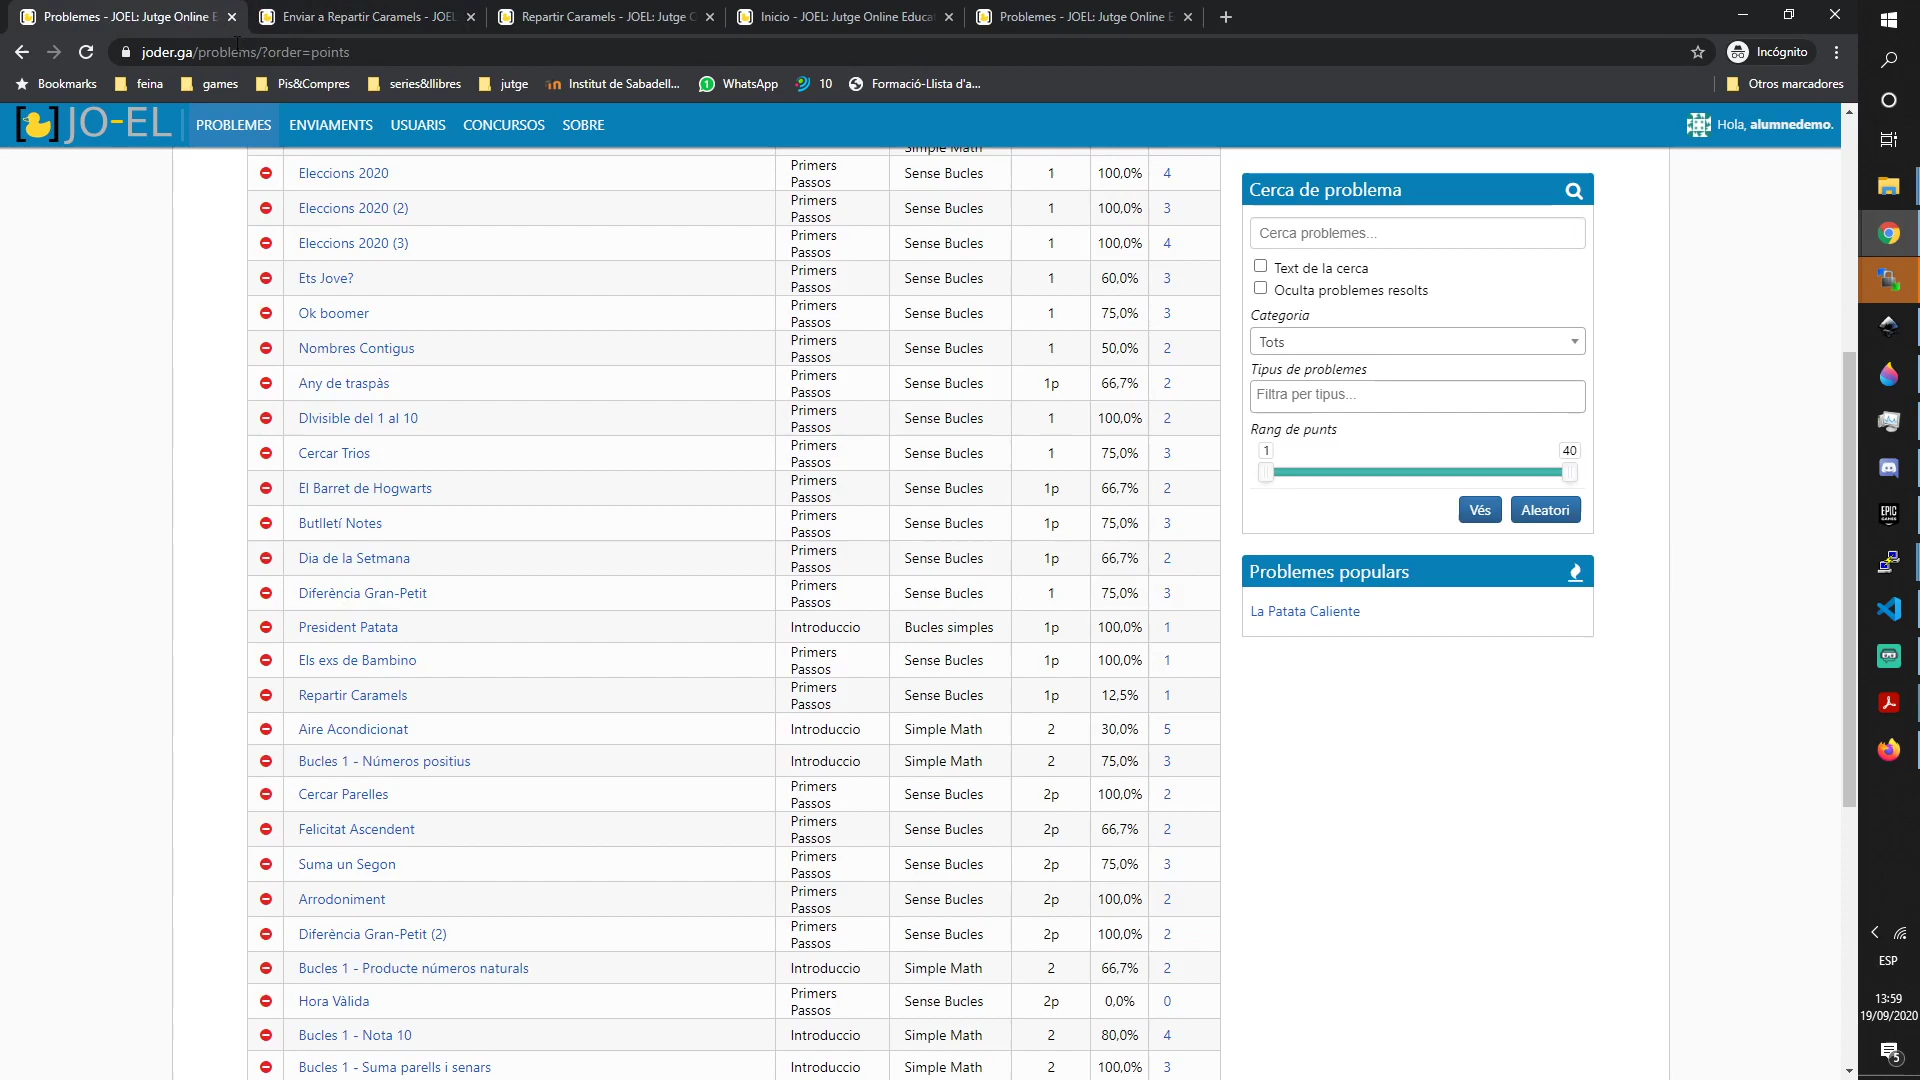 Problemes - JOEL: Jutge Online E
Enviar a Repartir Caramels - JOEL
Repartir Caramels - JOEL: Jutge O
Inicio - JOEL: Jutge Online Educat
Problemes - JOEL: Jutge Online E
joder.ga/problems/?order=points
Incógnito
Bookmarks
feina
games
Pis&Compres
series&llibres
jutge
Institut de Sabadell...
WhatsApp
10
Formació-Llista d'a...
Otros marcadores
JO-EL
PROBLEMES
ENVIAMENTS
USUARIS
CONCURSOS
SOBRE
Hola, alumnedemo.
Simple Math
Eleccions 2020 Primers Passos Sense Bucles 1 100,0% 4
Eleccions 2020 (2) Primers Passos Sense Bucles 1 100,0% 3
Eleccions 2020 (3) Primers Passos Sense Bucles 1 100,0% 4
Ets Jove? Primers Passos Sense Bucles 1 60,0% 3
Ok boomer Primers Passos Sense Bucles 1 75,0% 3
Nombres Contigus Primers Passos Sense Bucles 1 50,0% 2
Any de traspàs Primers Passos Sense Bucles 1p 66,7% 2
DIvisible del 1 al 10 Primers Passos Sense Bucles 1 100,0% 2
Cercar Trios Primers Passos Sense Bucles 1 75,0% 3
El Barret de Hogwarts Primers Passos Sense Bucles 1p 66,7% 2
Butlletí Notes Primers Passos Sense Bucles 1p 75,0% 3
Dia de la Setmana Primers Passos Sense Bucles 1p 66,7% 2
Diferència Gran-Petit Primers Passos Sense Bucles 1 75,0% 3
President Patata Introduccio Bucles simples 1p 100,0% 1
Els exs de Bambino Primers Passos Sense Bucles 1p 100,0% 1
Repartir Caramels Primers Passos Sense Bucles 1p 12,5% 1
Aire Acondicionat Introduccio Simple Math 2 30,0% 5
Bucles 1 - Números positius Introduccio Simple Math 2 75,0% 3
Cercar Parelles Primers Passos Sense Bucles 2p 100,0% 2
Felicitat Ascendent Primers Passos Sense Bucles 2p 66,7% 2
Suma un Segon Primers Passos Sense Bucles 2p 75,0% 3
Arrodoniment Primers Passos Sense Bucles 2p 100,0% 2
Diferència Gran-Petit (2) Primers Passos Sense Bucles 2p 100,0% 2
Bucles 1 - Producte números naturals Introduccio Simple Math 2 66,7% 2
Hora Vàlida Primers Passos Sense Bucles 2p 0,0% 0
Bucles 1 - Nota 10 Introduccio Simple Math 2 80,0% 4
Bucles 1 - Suma parells i senars Introduccio Simple Math 2 100,0% 3
Cerca de problema
Cerca problemes...
Text de la cerca
Oculta problemes resolts
Categoria
Tots
Tipus de problemes
Filtra per tipus...
Rang de punts
1
40
Vés
Aleatori
Problemes populars
La Patata Caliente
EPIC GAMES
ESP
13:59
19/09/2020
5